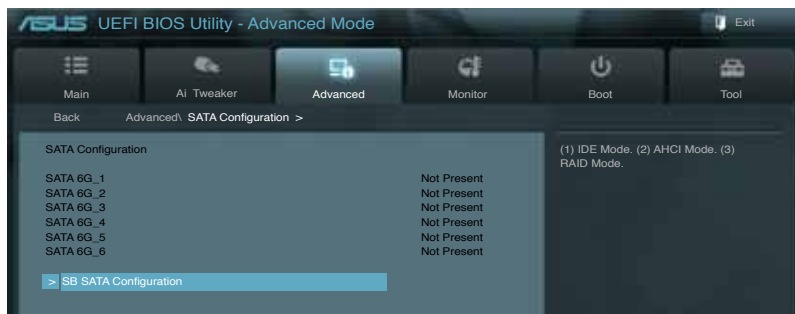 ASUS UEFI BIOS Utility - Advanced Mode
Exit
Main
Ai Tweaker
Advanced
Monitor
Boot
Tool
Back Advanced\ SATA Configuration >
SATA Configuration
SATA 6G_1 Not Present
SATA 6G_2 Not Present
SATA 6G_3 Not Present
SATA 6G_4 Not Present
SATA 6G_5 Not Present
SATA 6G_6 Not Present
> SB SATA Configuration
(1) IDE Mode. (2) AHCI Mode. (3)
RAID Mode.